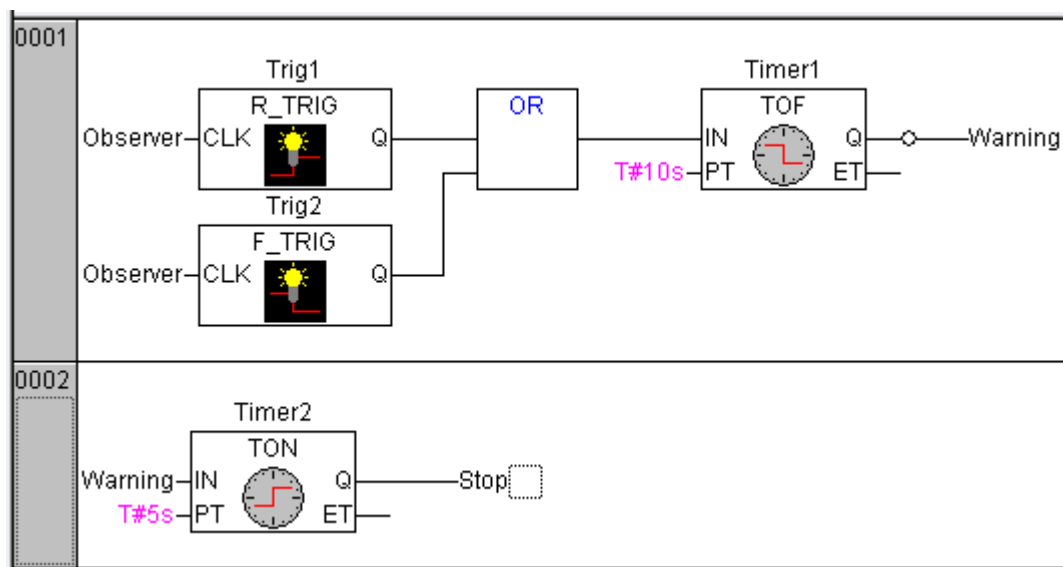 0001
Trig1 Timer1
R_TRIG OR TOF
Observer CLK Q IN Q Warning
T#10s PT ET
Trig2
F_TRIG
Observer CLK Q
0002
Timer2
TON
Warning IN Q Stop
T#5s PT ET